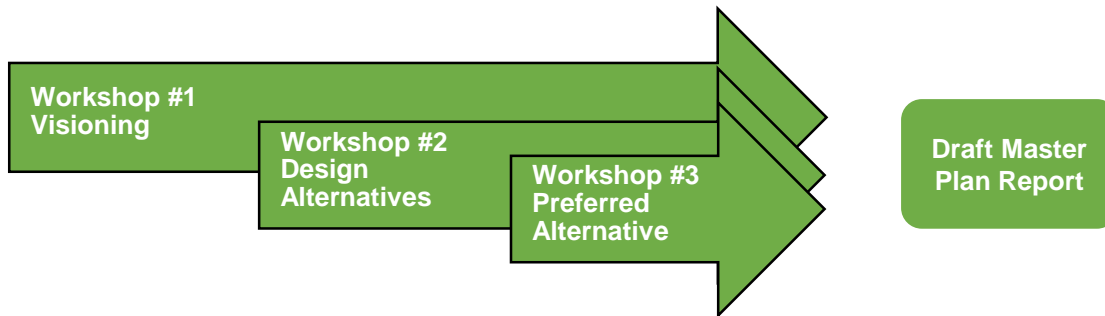 Workshop #1
Visioning
Workshop #2
Design
Alternatives
Workshop #3
Preferred
Alternative
Draft Master
Plan Report